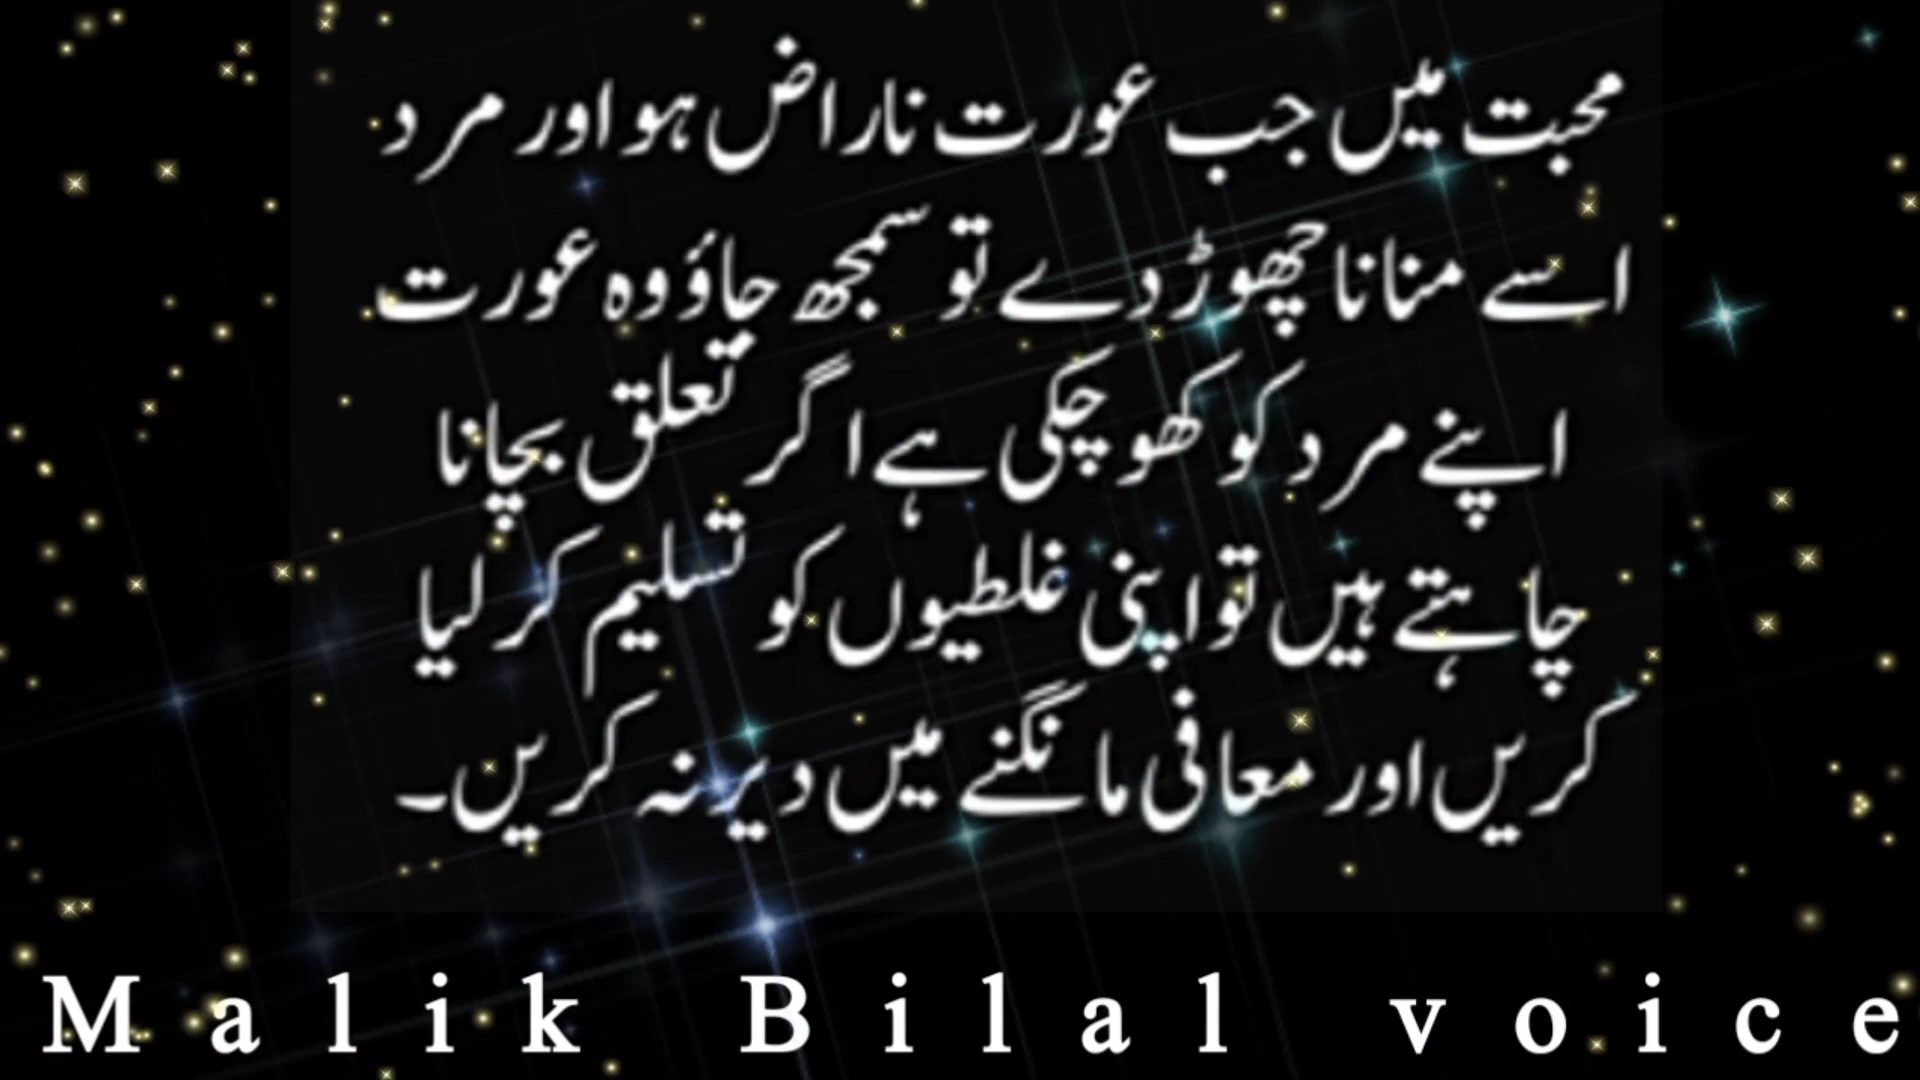 محبت میں جب عورت ناراض ہو اور مرد
اسے منانا چھوڑ دے تو سمجھ جاؤ وہ عورت
اپنے مرد کو کھو چکی ہے اگر تعلق بچانا
چاہتے ہیں تو اپنی غلطیوں کو تسلیم کر لیا
کریں اور معافی مانگنے میں دیر نہ کریں۔
Malik Bilal voice